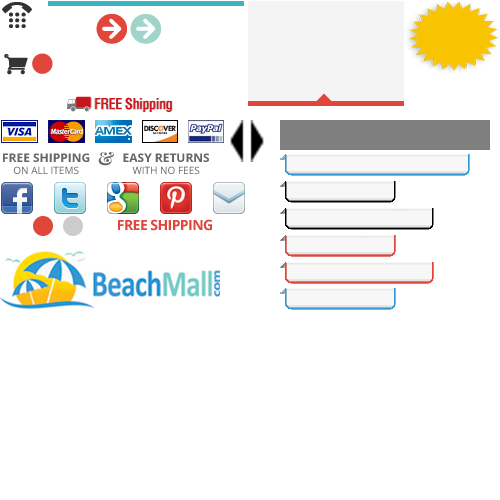 FREE Shipping
VISA MasterCard AMEX DISCOVER PayPal
FREE SHIPPING & EASY RETURNS
ON ALL ITEMS WITH NO FEES
f t g P
FREE SHIPPING
BeachMall.com